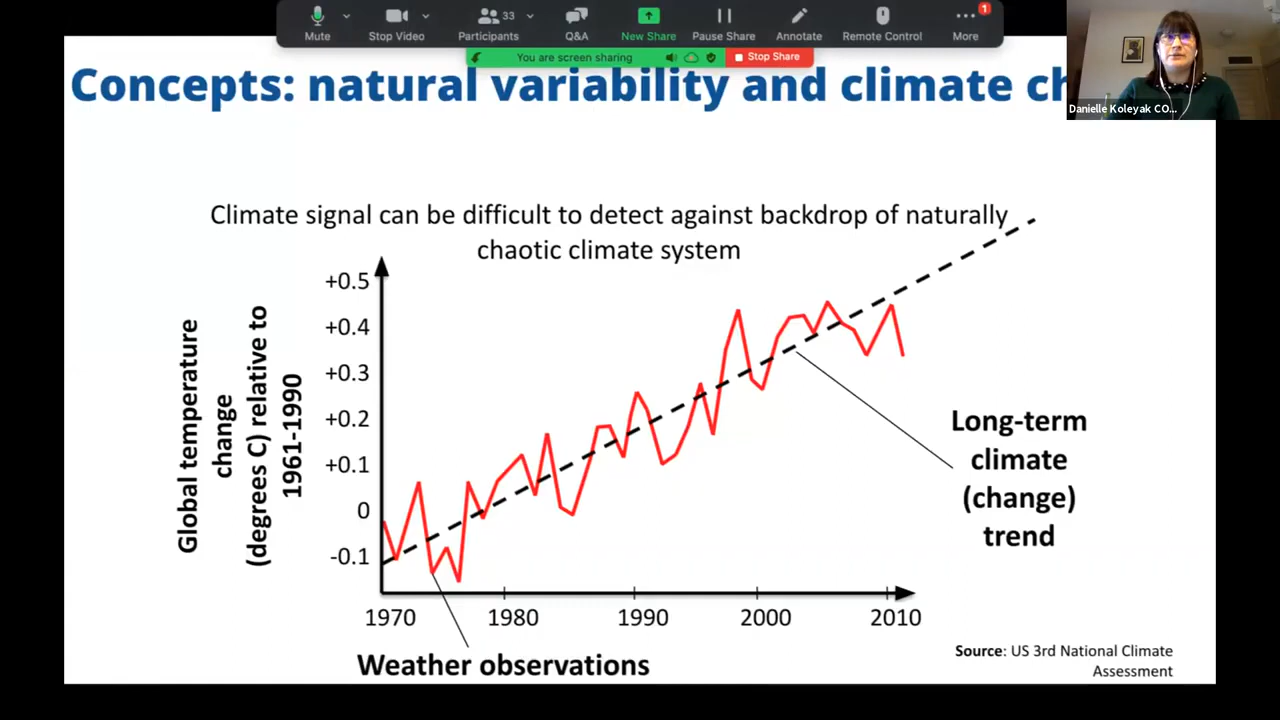 Mute
Stop Video
33
Participants
Q&A
New Share
Pause Share
Annotate
Remote Control
1
More
You are screen sharing
Stop Share
Danielle Koleyak CO...
Concepts: natural variability and climate ch
Climate signal can be difficult to detect against backdrop of naturally
chaotic climate system
Global temperature
change
(degrees C) relative to
1961-1990
+0.5
+0.4
+0.3
+0.2
+0.1
0
-0.1
1970
1980
1990
2000
2010
Long-term
climate
(change)
trend
Weather observations
Source: US 3rd National Climate
Assessment